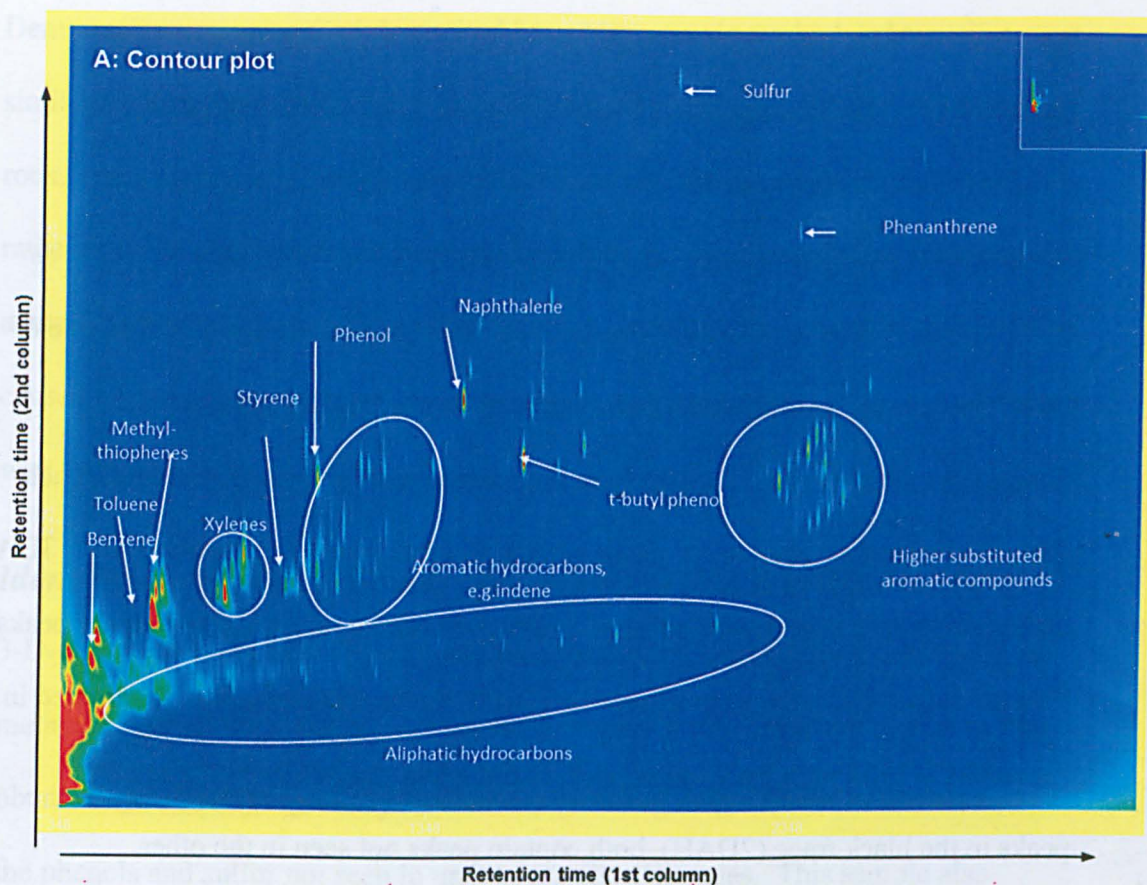 A: Contour plot
Sulfur
Phenanthrene
Naphthalene
Phenol
Styrene
Methyl-
thiophenes
Toluene
Benzene
Xylenes
t-butyl phenol
Aromatic hydrocarbons,
e.g.indene
Higher substituted
aromatic compounds
Aliphatic hydrocarbons
Retention time (2nd column)
Retention time (1st column)